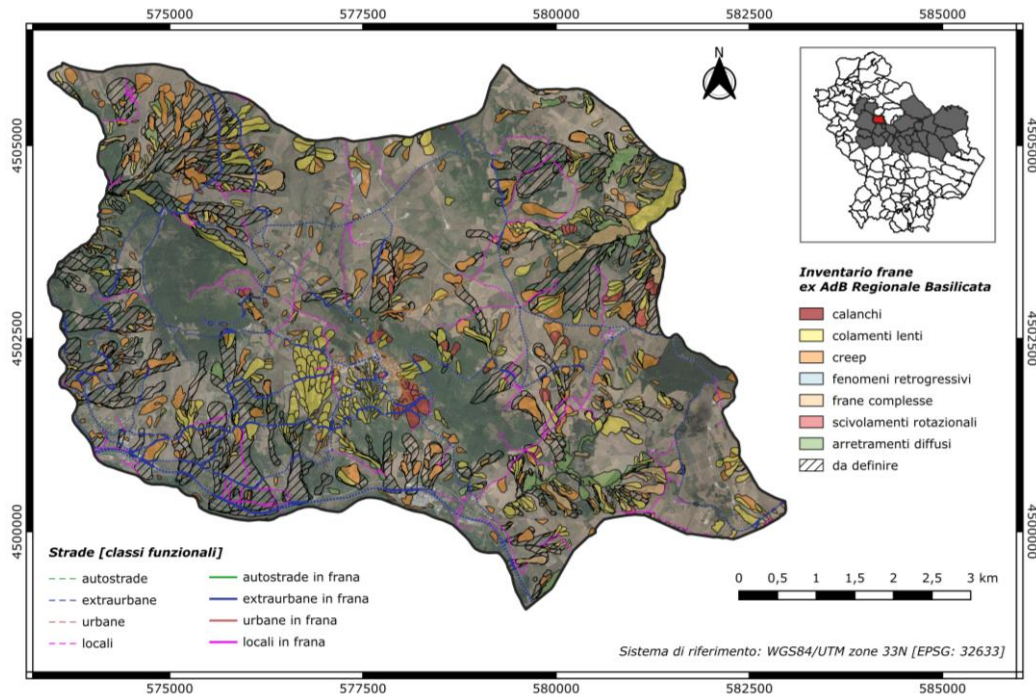 575000
577500
580000
582500
585000
N
4505000
4505000
Inventario frane
ex AdB Regionale Basilicata
calanchi
colamenti lenti
creep
fenomeni retrogressivi
frane complesse
scivolamenti rotazionali
arretramenti diffusi
da definire
4502500
4502500
4500000
4500000
Strade [classi funzionali]
autostrade
autostrade in frana
extraurbane
extraurbane in frana
urbane
urbane in frana
locali
locali in frana
0 0,5 1 1,5 2 2,5 3 km
Sistema di riferimento: WGS84/UTM zone 33N [EPSG: 32633]
575000
577500
580000
582500
585000